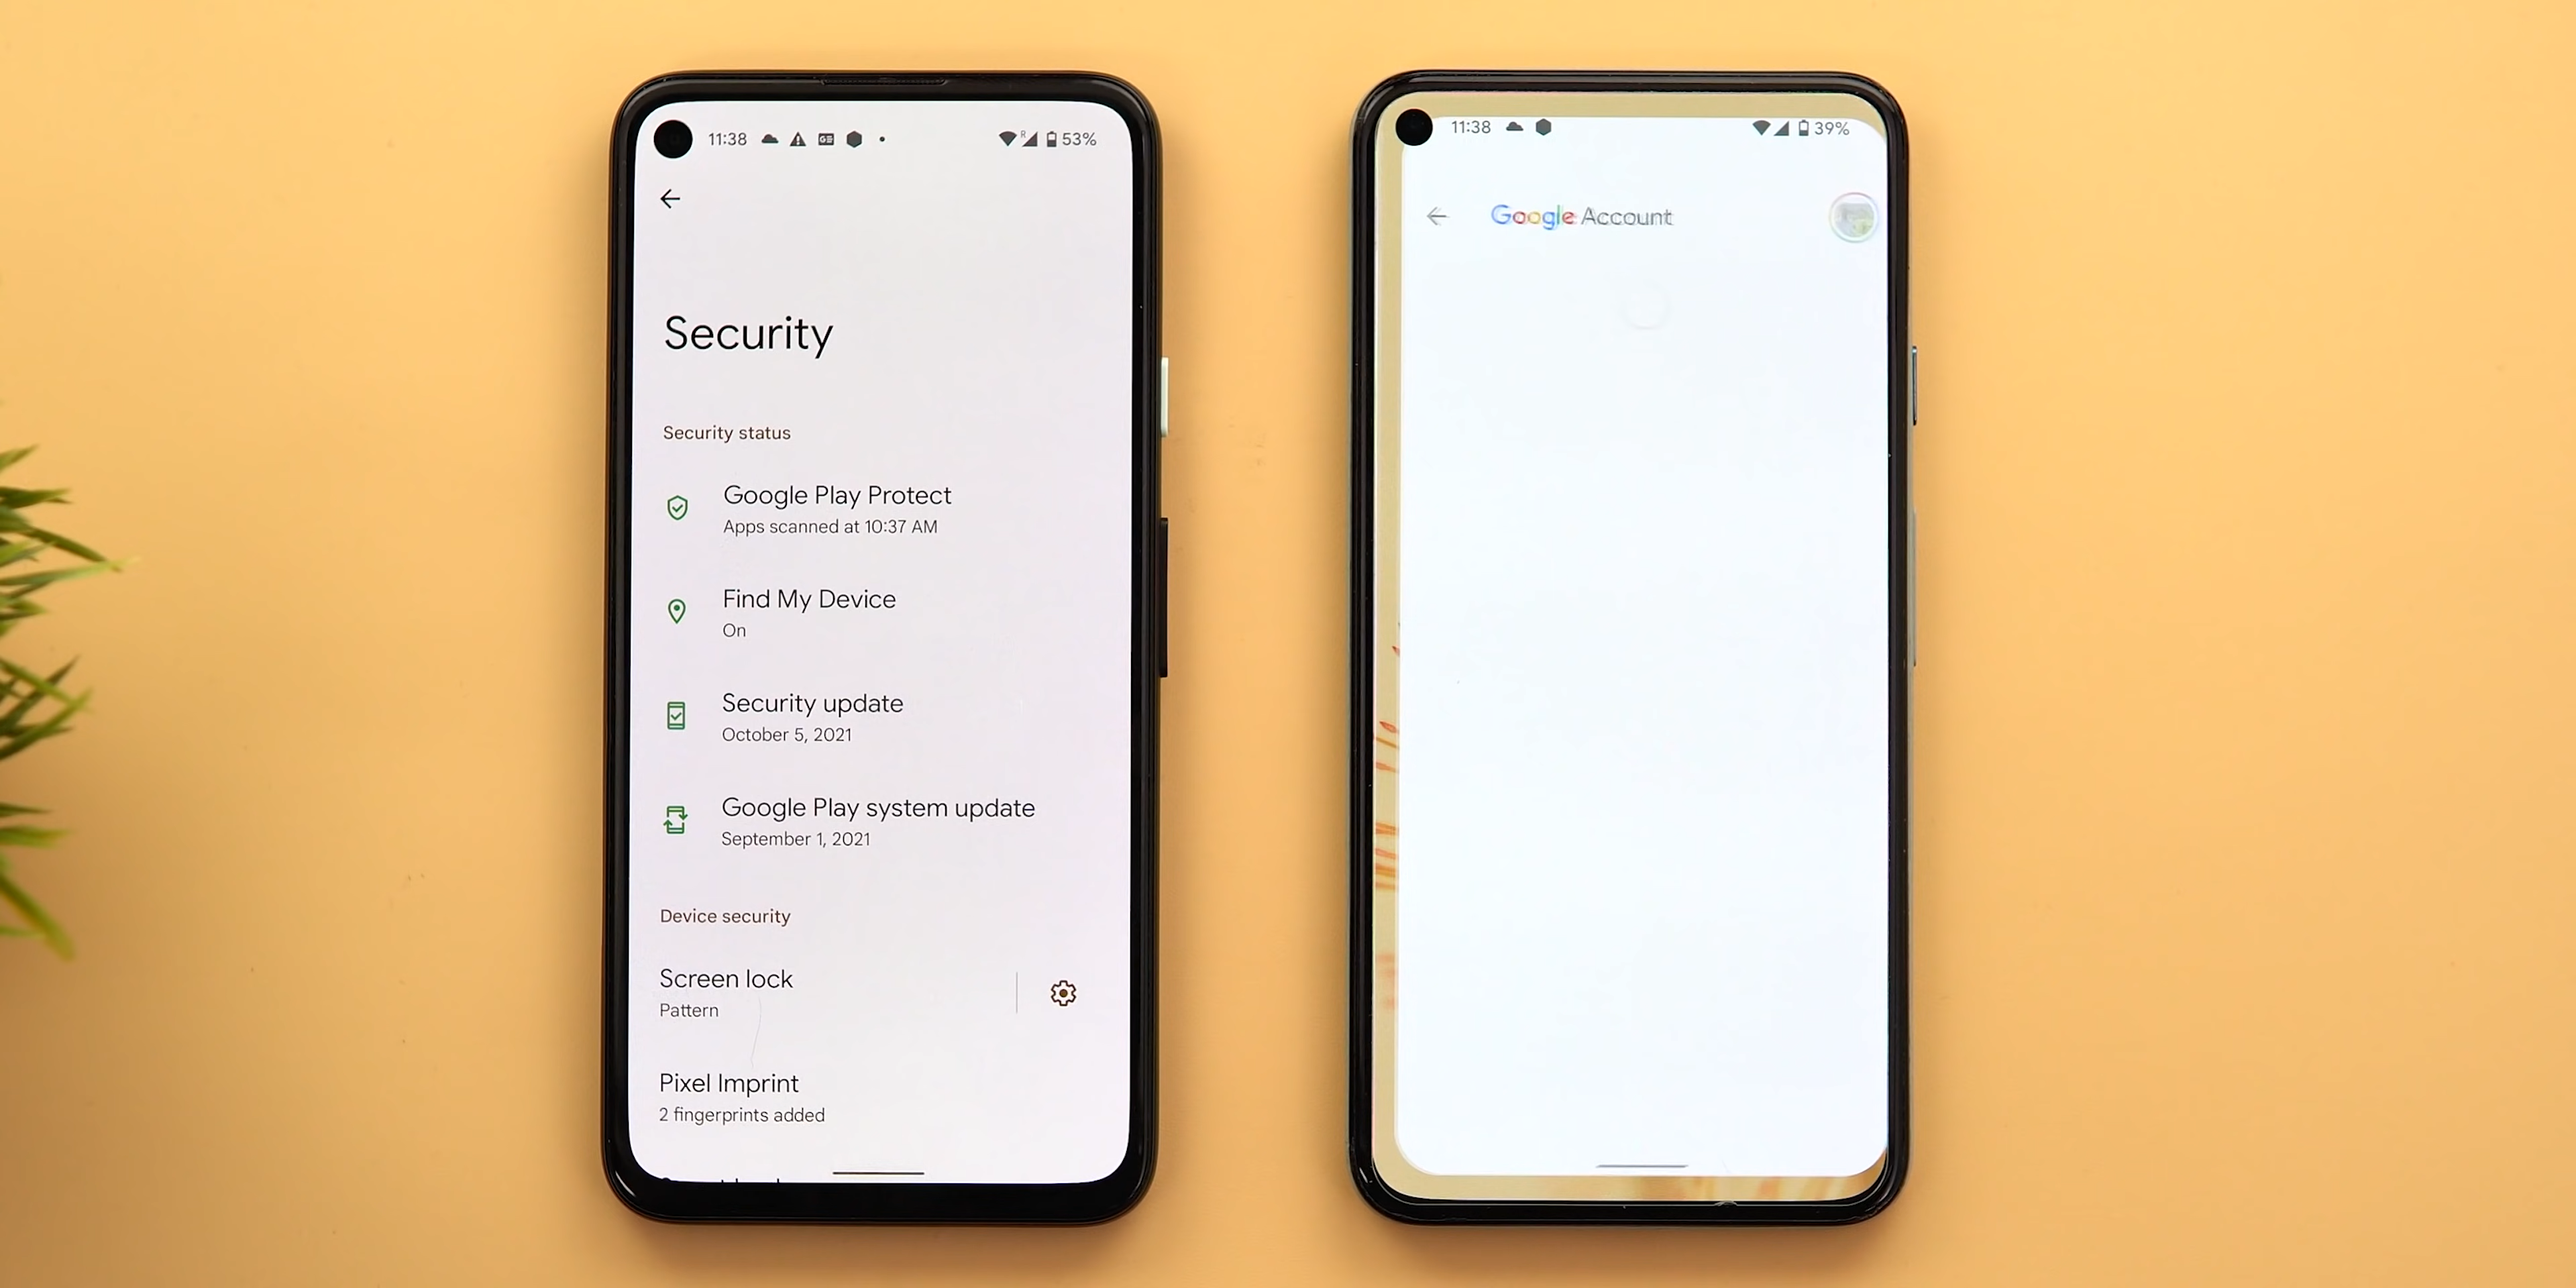 11:38
R
53%
Security
Security status
Google Play Protect
Apps scanned at 10:37 AM
Find My Device
On
Security update
October 5, 2021
Google Play system update
September 1, 2021
Device security
Screen lock
Pattern
Pixel Imprint
2 fingerprints added
11:38
39%
Google Account